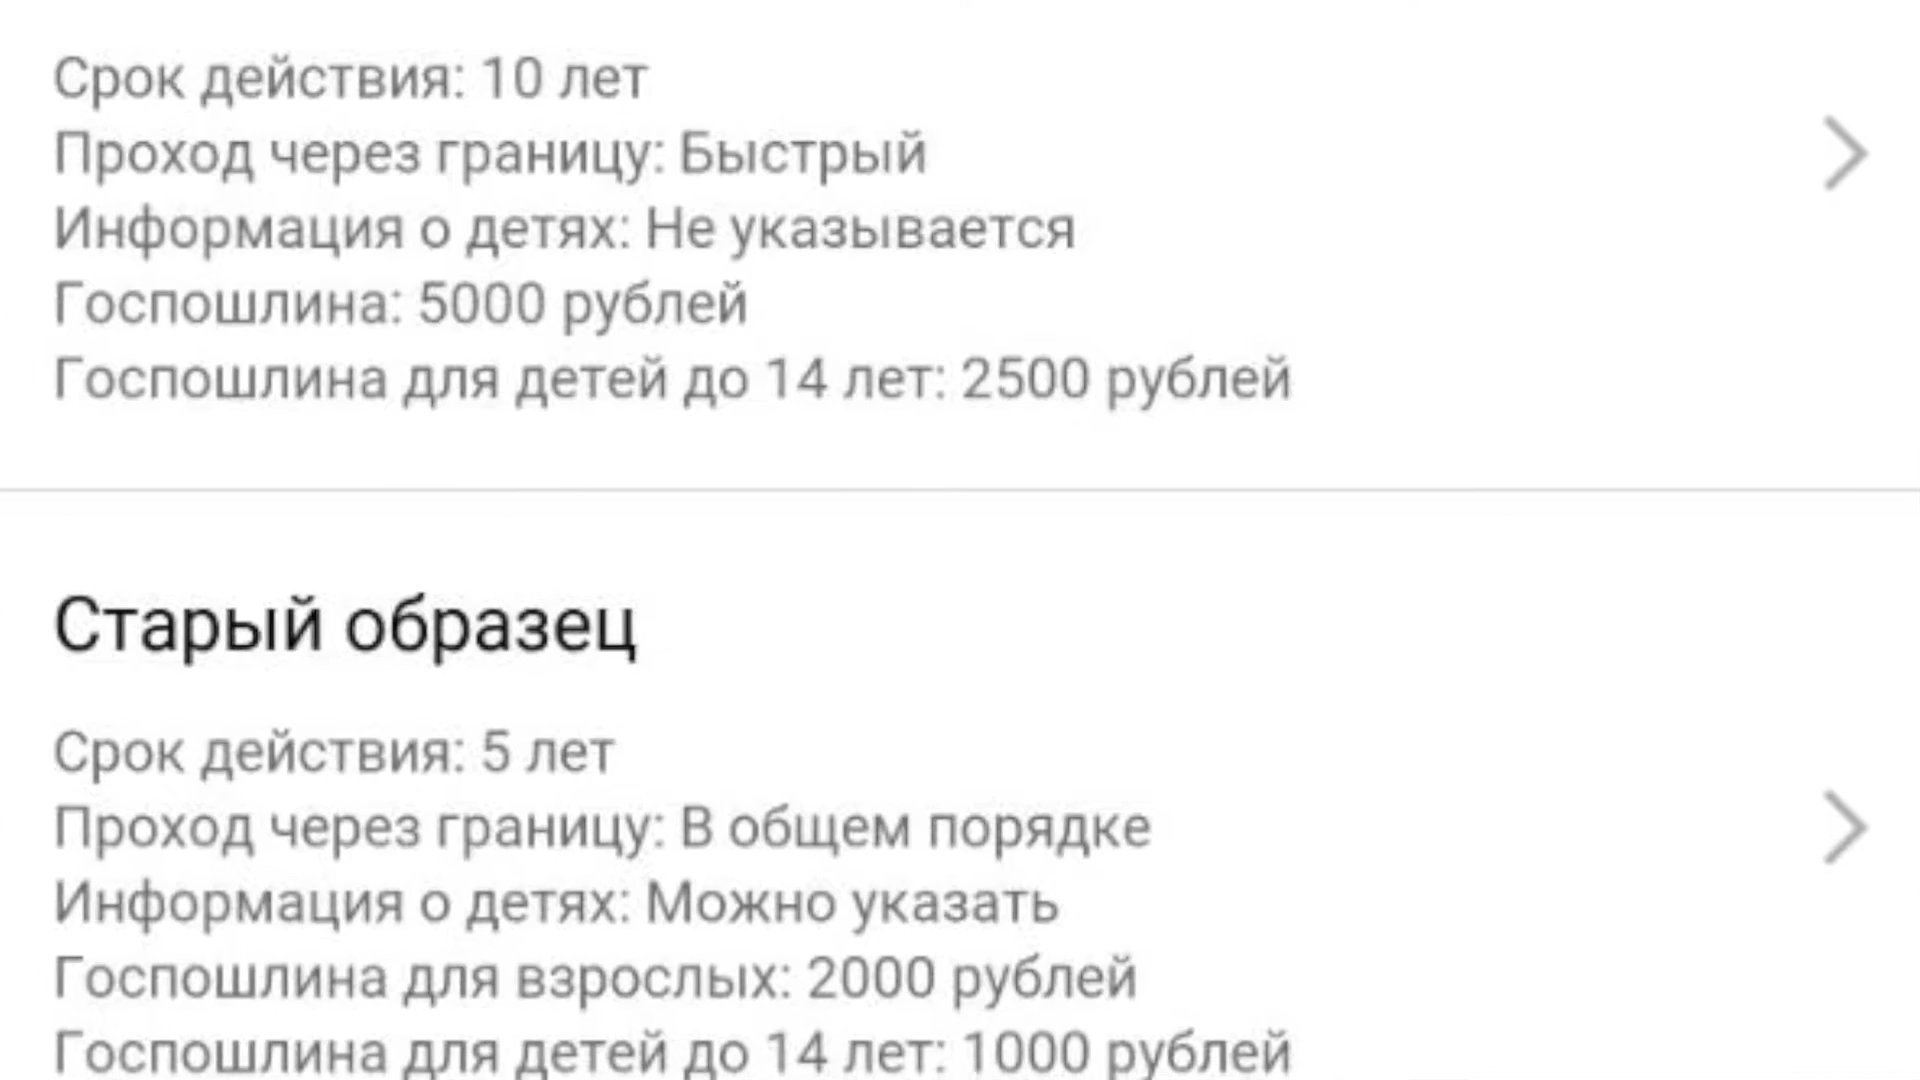 Срок действия: 10 лет
Проход через границу: Быстрый
Информация о детях: Не указывается
Госпошлина: 5000 рублей
Госпошлина для детей до 14 лет: 2500 рублей
Старый образец
Срок действия: 5 лет
Проход через границу: В общем порядке
Информация о детях: Можно указать
Госпошлина для взрослых: 2000 рублей
Госпошлина для детей до 14 лет: 1000 рублей